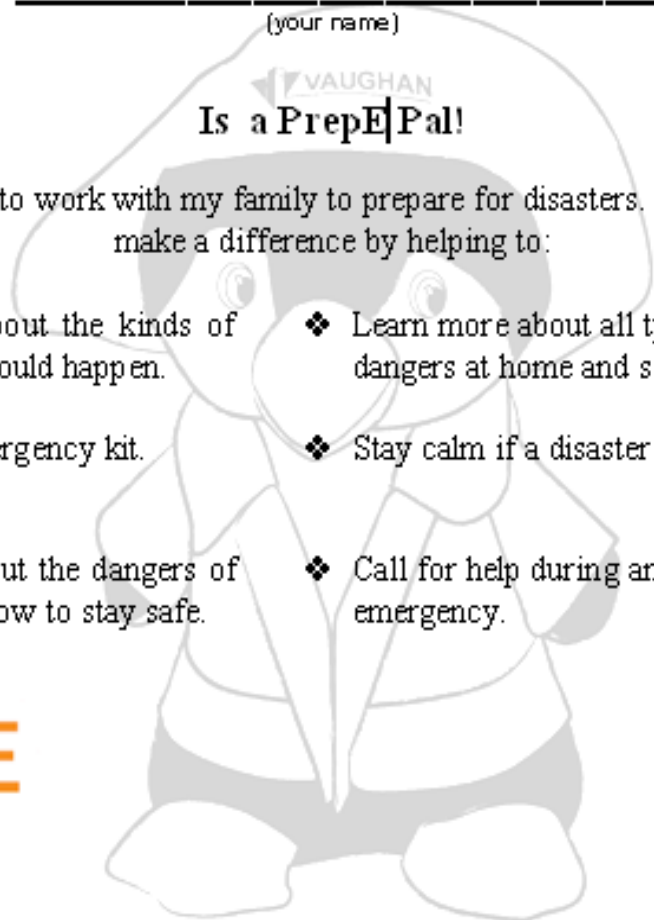 (your name)
VAUGHAN
Is a PrepE Pal!
to work with my family to prepare for disasters.
make a difference by helping to:
out the kinds of
ould happen.
❖ Learn more about all
dangers at home and s
rgency kit.
❖ Stay calm if a disaster
ut the dangers of
ow to stay safe.
❖ Call for help during an
emergency.
E